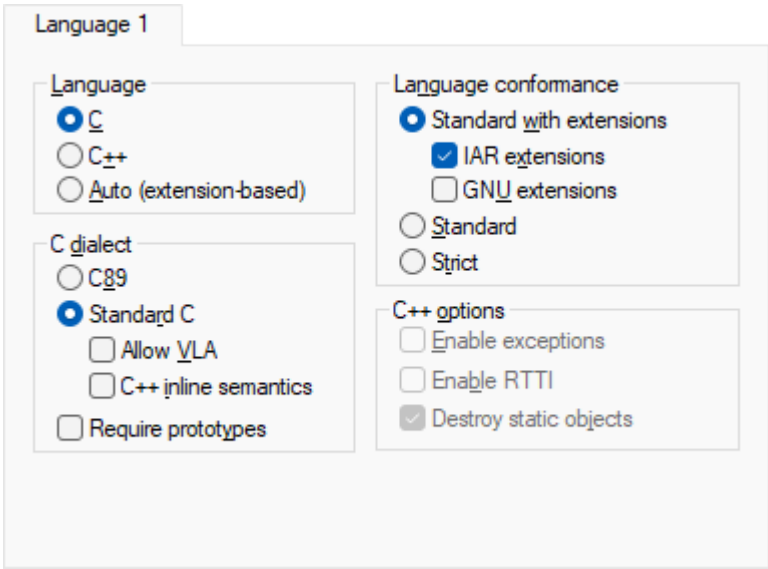 Language 1
Language
C
C++
Auto (extension-based)
C dialect
C89
Standard C
Allow VLA
C++ inline semantics
Require prototypes
Language conformance
Standard with extensions
IAR extensions
GNU extensions
Standard
Strict
C++ options
Enable exceptions
Enable RTTI
Destroy static objects